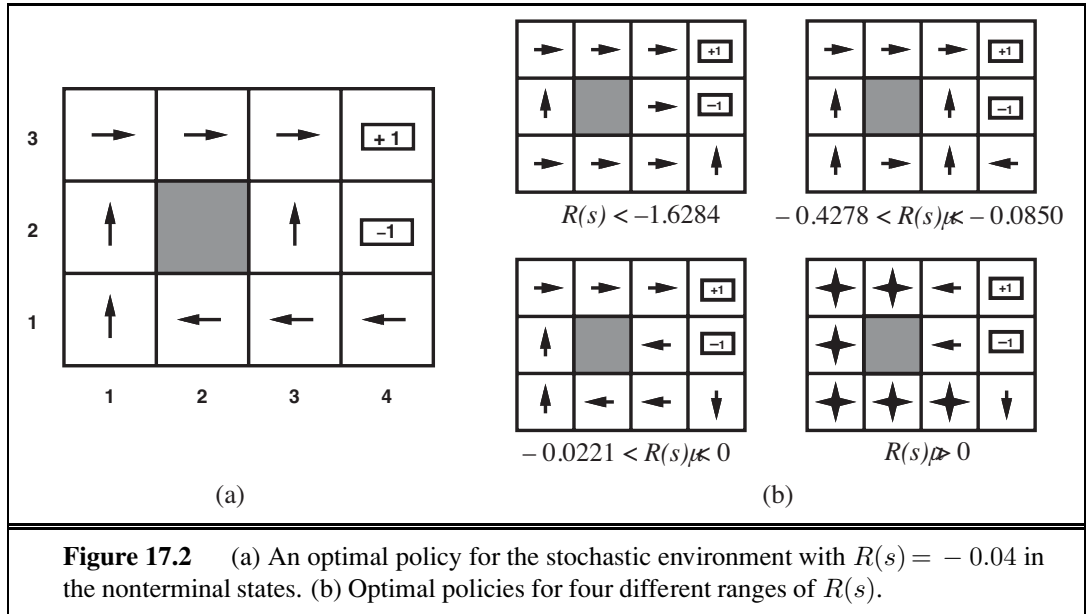 3
+ 1
2
–1
1
1 2 3 4
(a)
+1
–1
R(s) < –1.6284
+1
–1
– 0.4278 < R(s) < – 0.0850
+1
–1
– 0.0221 < R(s) < 0
+1
–1
R(s) > 0
(b)
Figure 17.2 (a) An optimal policy for the stochastic environment with R(s) = − 0.04 in
the nonterminal states. (b) Optimal policies for four different ranges of R(s).